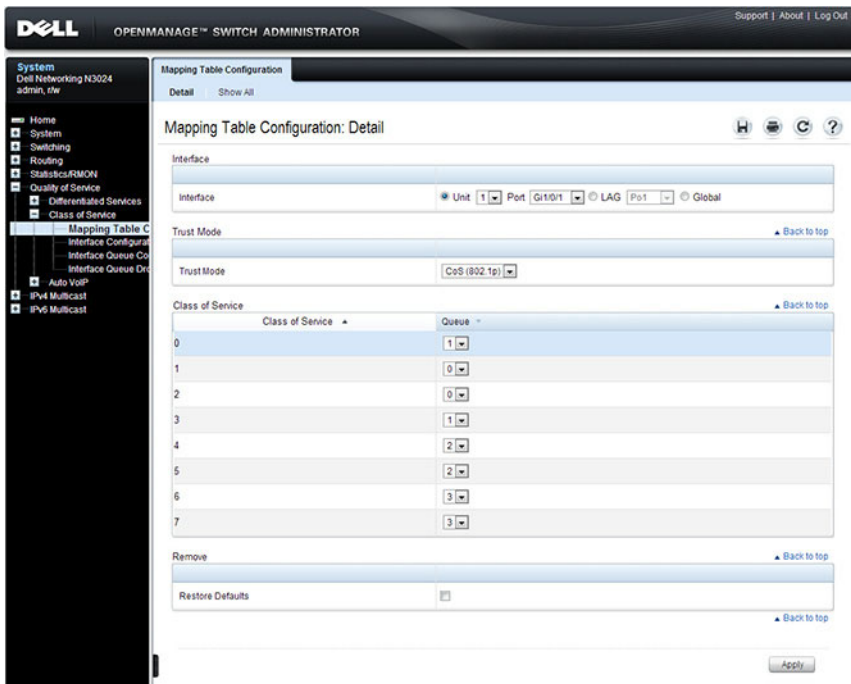 Support | About | Log Out
DELL OPENMANAGE™ SWITCH ADMINISTRATOR
System
Dell Networking N3024
admin, r/w
Home
System
Switching
Routing
Statistics/RMON
Quality of Service
Differentiated Services
Class of Service
Mapping Table C
Interface Configurat
Interface Queue Co
Interface Queue Dro
Auto VoIP
IPv4 Multicast
IPv6 Multicast
Mapping Table Configuration
Detail Show All
Mapping Table Configuration: Detail
Interface
Interface Unit 1 Port Gi1/0/1 LAG Po1 Global
Trust Mode Back to top
Trust Mode CoS (802.1p)
Class of Service Back to top
Class of Service Queue
0 1
1 0
2 0
3 1
4 2
5 2
6 3
7 3
Remove Back to top
Restore Defaults
Back to top
Apply